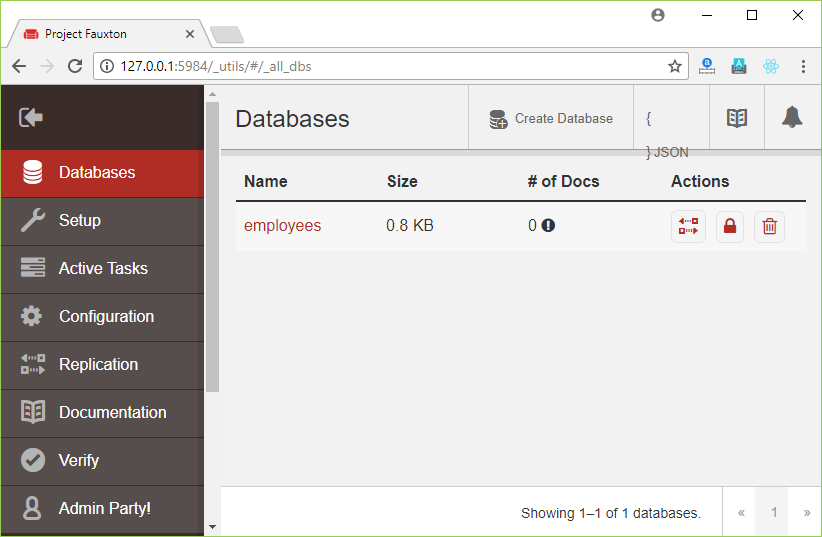 Project Fauxton
127.0.0.1:5984/_utils/#/_all_dbs
Databases
Create Database
{
} JSON
Databases
Setup
Active Tasks
Configuration
Replication
Documentation
Verify
Admin Party!
Name Size # of Docs Actions
employees 0.8 KB 0
Showing 1–1 of 1 databases. « 1 »